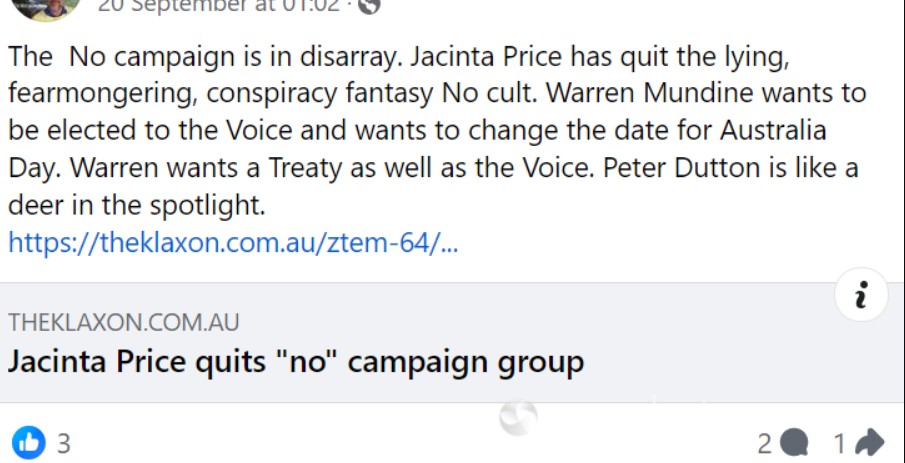 20 September at 01:02 ·
The No campaign is in disarray. Jacinta Price has quit the lying,
fearmongering, conspiracy fantasy No cult. Warren Mundine wants to
be elected to the Voice and wants to change the date for Australia
Day. Warren wants a Treaty as well as the Voice. Peter Dutton is like a
deer in the spotlight.
https://theklaxon.com.au/ztem-64/...
THEKLAXON.COM.AU
Jacinta Price quits "no" campaign group
3
2 1